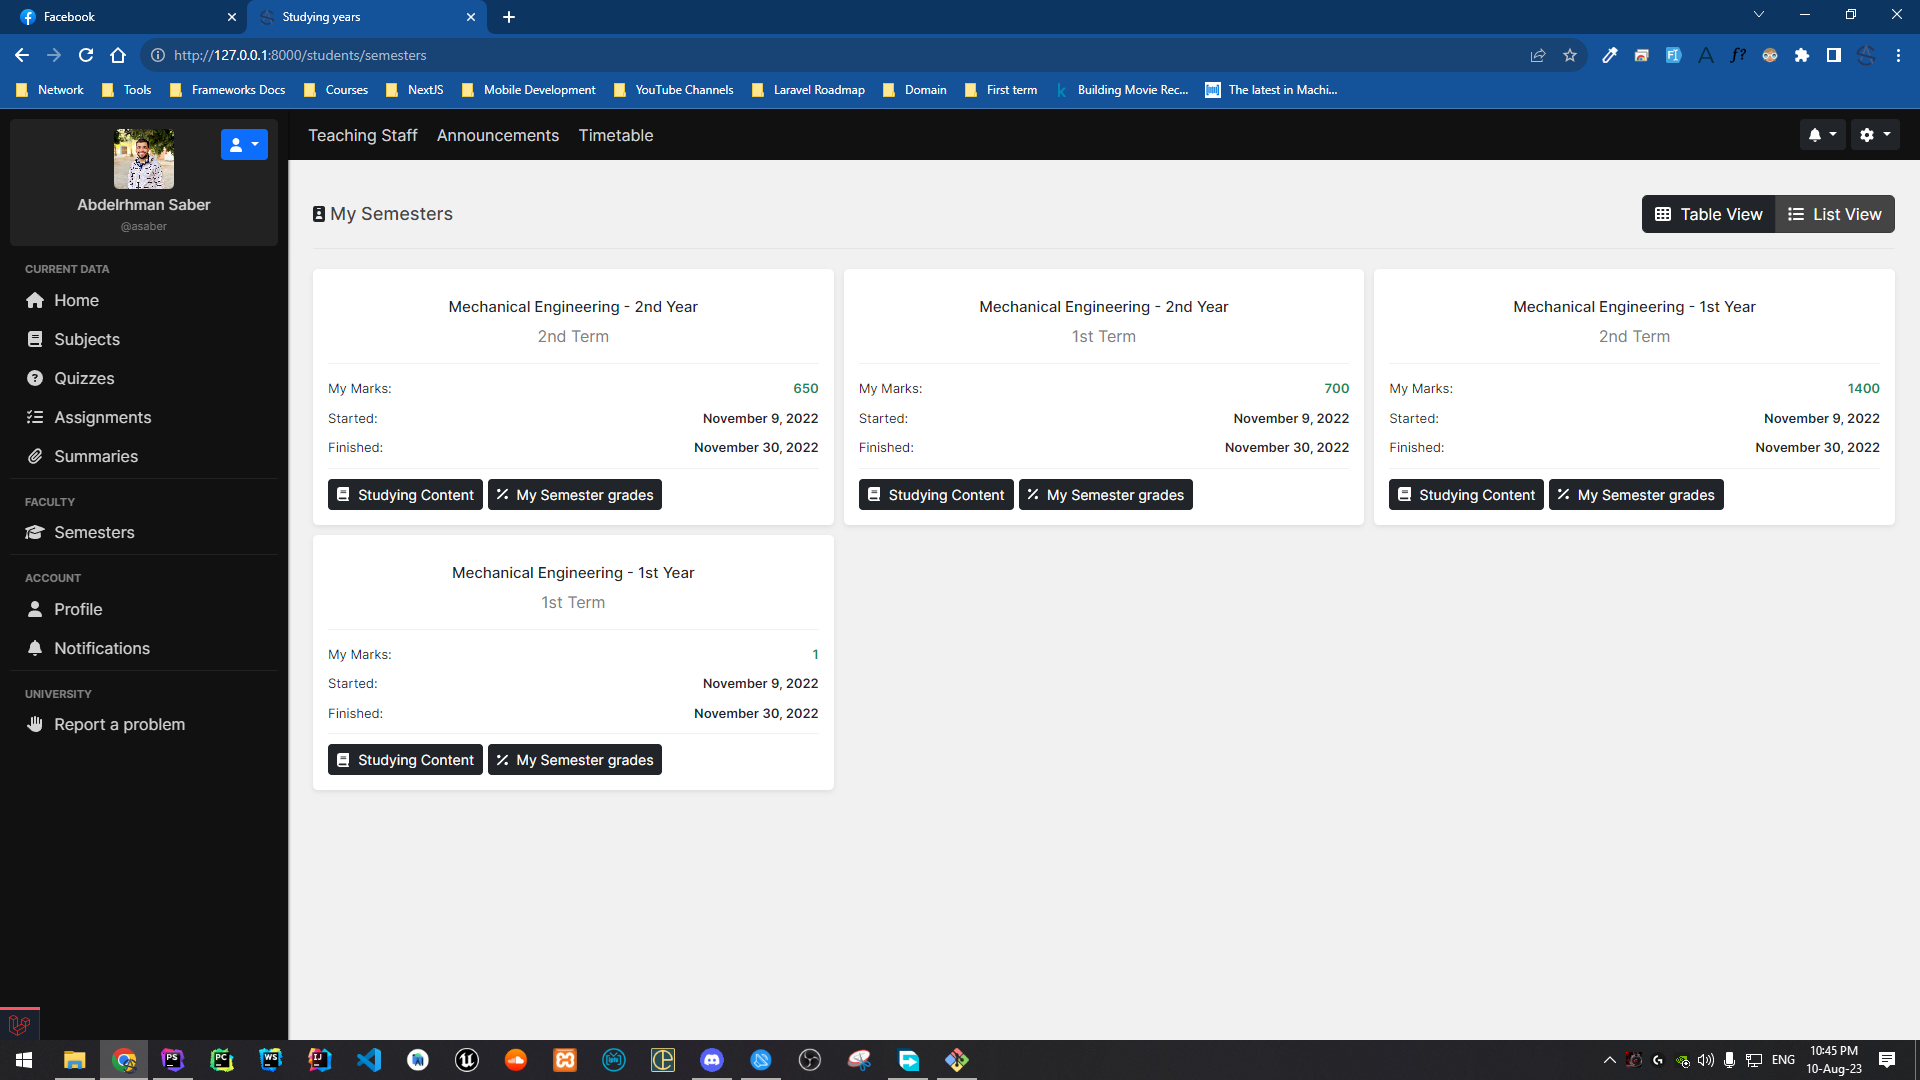 Facebook
Studying years
http://127.0.0.1:8000/students/semesters
Network Tools Frameworks Docs Courses NextJS Mobile Development YouTube Channels Laravel Roadmap Domain First term Building Movie Rec... The latest in Machi...
Abdelrhman Saber
@asaber
CURRENT DATA
Home
Subjects
Quizzes
Assignments
Summaries
FACULTY
Semesters
ACCOUNT
Profile
Notifications
UNIVERSITY
Report a problem
Teaching Staff Announcements Timetable
My Semesters
Table View List View
Mechanical Engineering - 2nd Year
2nd Term
My Marks: 650
Started: November 9, 2022
Finished: November 30, 2022
Studying Content My Semester grades
Mechanical Engineering - 2nd Year
1st Term
My Marks: 700
Started: November 9, 2022
Finished: November 30, 2022
Studying Content My Semester grades
Mechanical Engineering - 1st Year
2nd Term
My Marks: 1400
Started: November 9, 2022
Finished: November 30, 2022
Studying Content My Semester grades
Mechanical Engineering - 1st Year
1st Term
My Marks: 1
Started: November 9, 2022
Finished: November 30, 2022
Studying Content My Semester grades
PS PC WS IJ
ENG
10:45 PM
10-Aug-23